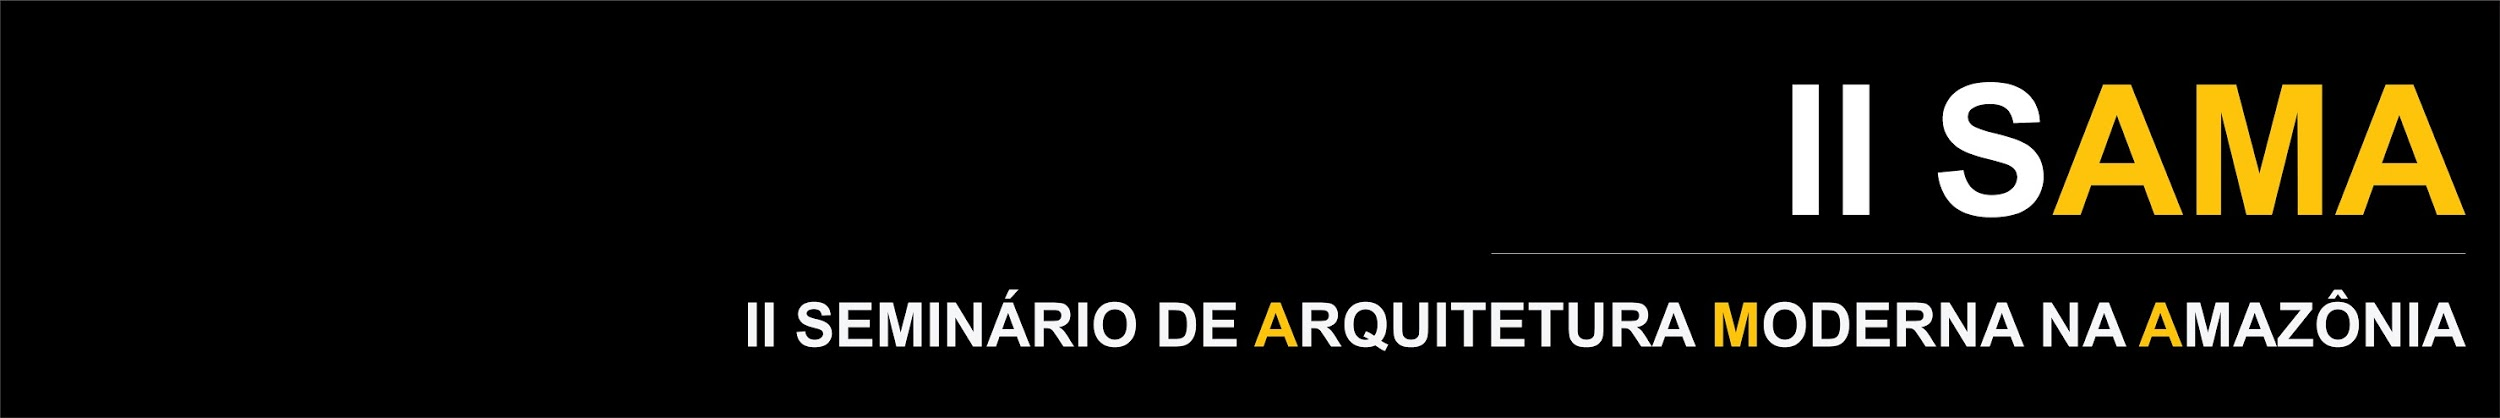 II SAMA
II SEMINÁRIO DE ARQUITETURA MODERNA NA AMAZÔNIA